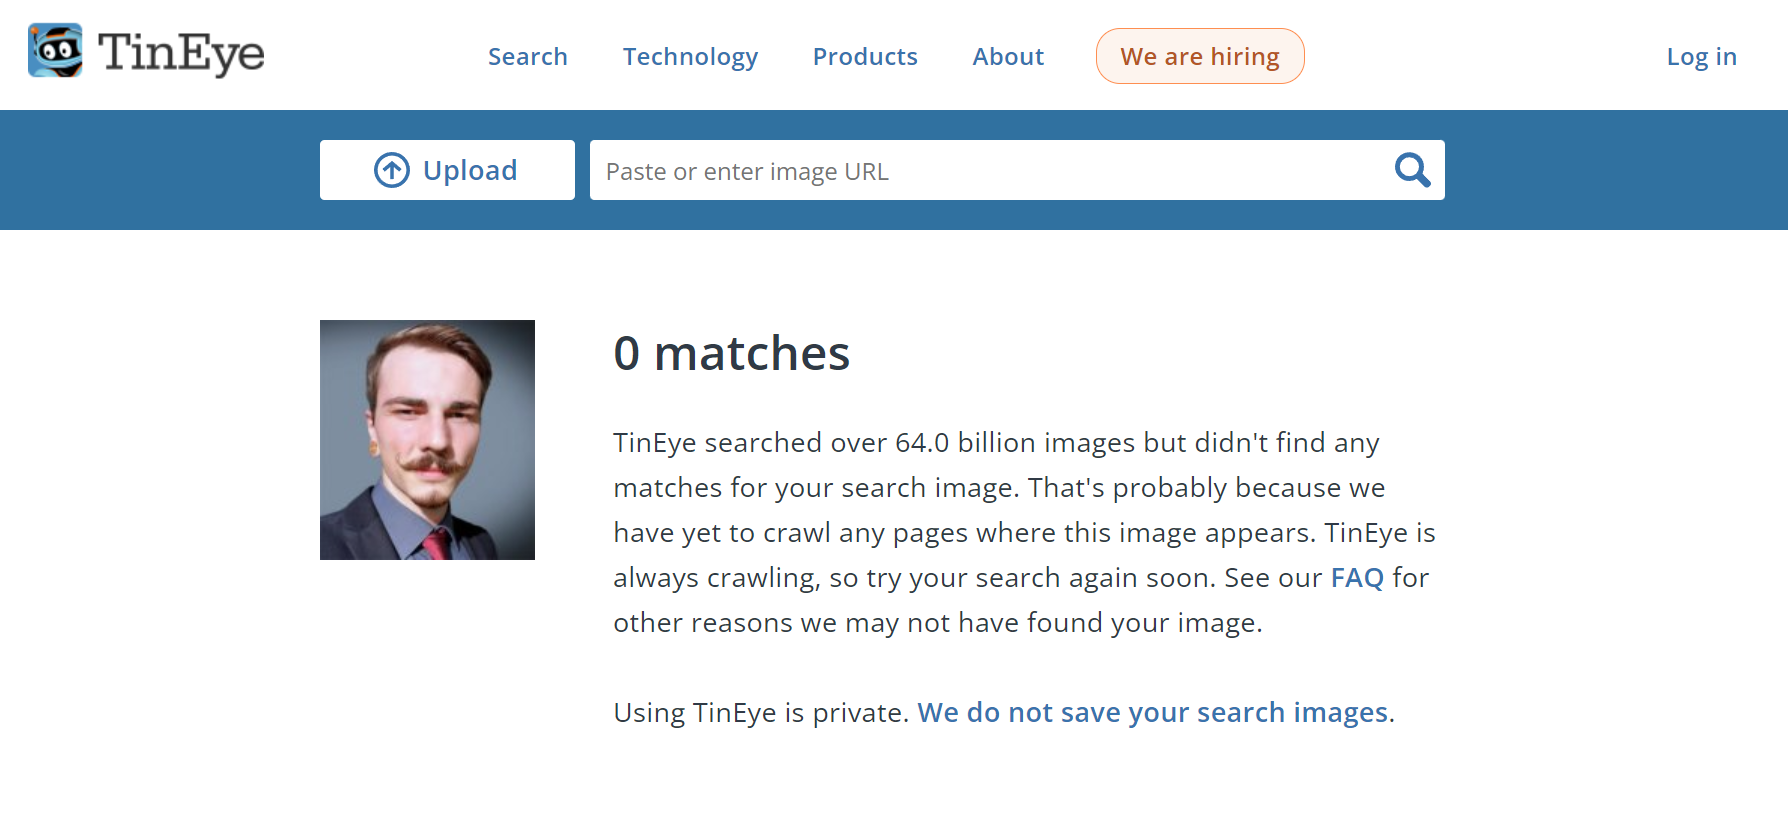 TinEye
Search
Technology
Products
About
We are hiring
Log in
Upload
Paste or enter image URL
0 matches
TinEye searched over 64.0 billion images but didn't find any
matches for your search image. That's probably because we
have yet to crawl any pages where this image appears. TinEye is
always crawling, so try your search again soon. See our FAQ for
other reasons we may not have found your image.
Using TinEye is private. We do not save your search images.